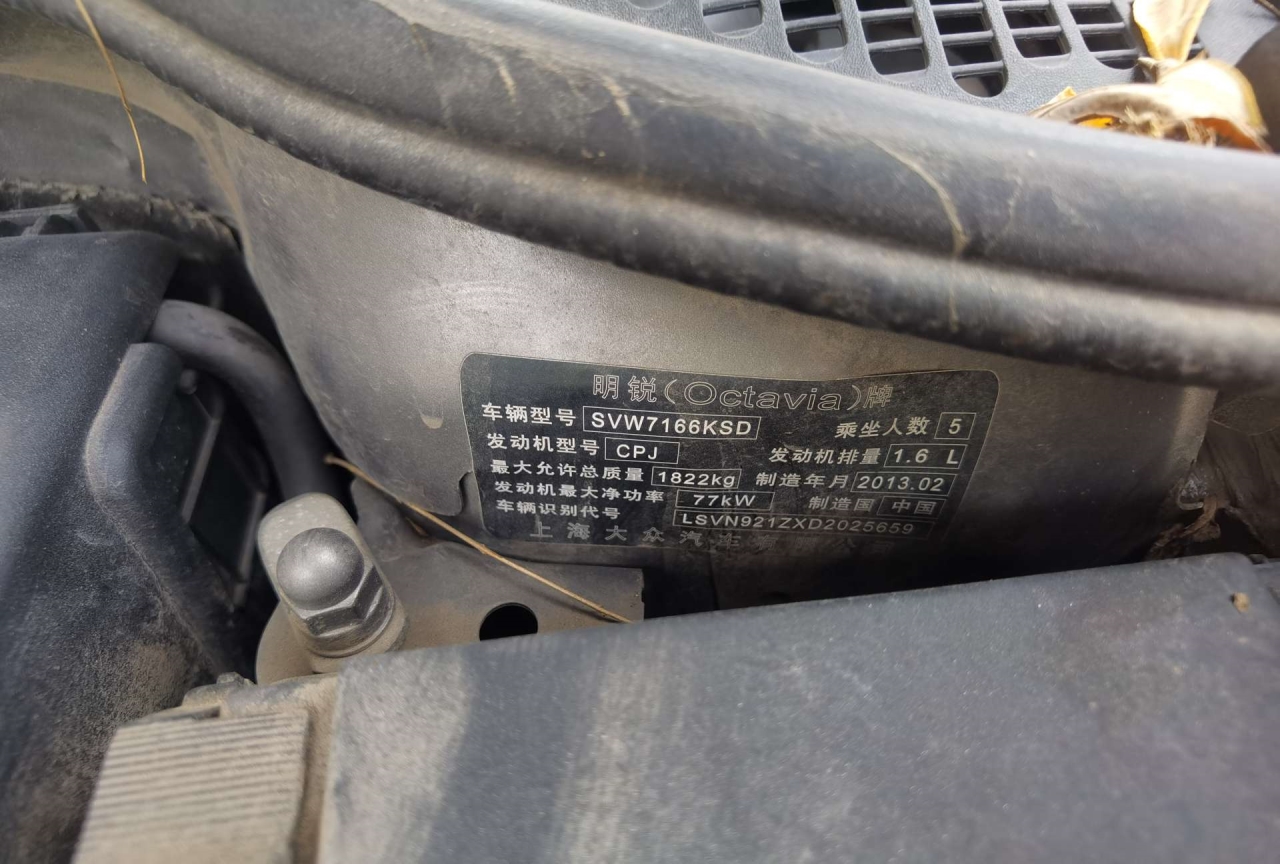 明锐(Octavia)牌
车辆型号 SVW7166KSD 乘坐人数 5
发动机型号 CPJ 发动机排量 1.6 L
最大允许总质量 1822kg 制造年月 2013.02
发动机最大净功率 77kW 制造国 中国
车辆识别代号 LSVN921ZXD2025659
上海大众汽车